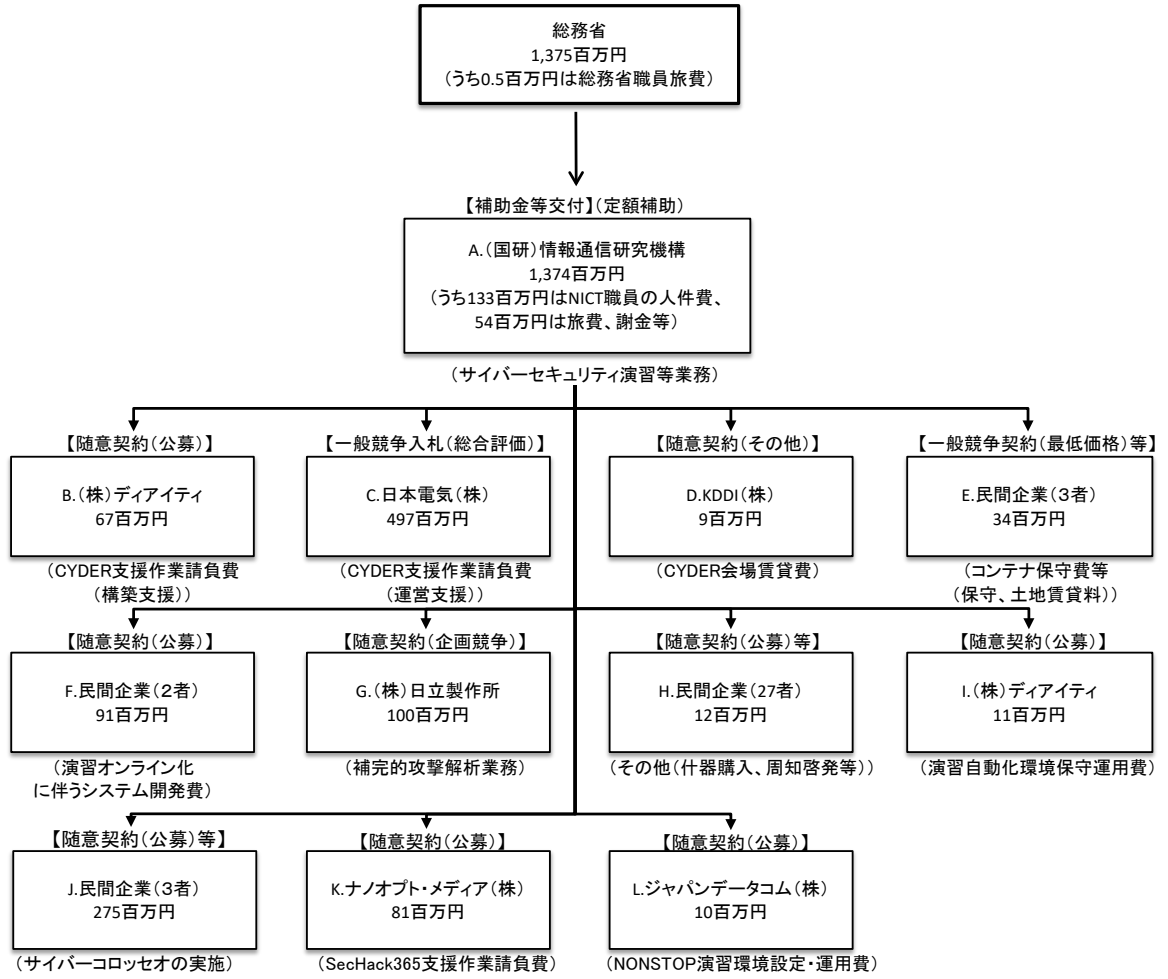 総務省
1,375百万円
(うち0.5百万円は総務省職員旅費)
【補助金等交付】(定額補助)
A.(国研)情報通信研究機構
1,374百万円
(うち133百万円はNICT職員の人件費、
54百万円は旅費、謝金等)
(サイバーセキュリティ演習等業務)
【随意契約(公募)】
B.(株)ディアイティ
67百万円
(CYDER支援作業請負費
(構築支援))
【一般競争入札(総合評価)】
C.日本電気(株)
497百万円
(CYDER支援作業請負費
(運営支援))
【随意契約(その他)】
D.KDDI(株)
9百万円
(CYDER会場賃貸費)
【一般競争契約(最低価格)等】
E.民間企業(3者)
34百万円
(コンテナ保守費等
(保守、土地賃貸料))
【随意契約(公募)】
F.民間企業(2者)
91百万円
(演習オンライン化
に伴うシステム開発費)
【随意契約(企画競争)】
G.(株)日立製作所
100百万円
(補完的攻撃解析業務)
【随意契約(公募)等】
H.民間企業(27者)
12百万円
(その他(什器購入、周知啓発等))
【随意契約(公募)】
I.(株)ディアイティ
11百万円
(演習自動化環境保守運用費)
【随意契約(公募)等】
J.民間企業(3者)
275百万円
(サイバーコロッセオの実施)
【随意契約(公募)】
K.ナノオプト・メディア(株)
81百万円
(SecHack365支援作業請負費)
【随意契約(公募)】
L.ジャパンデータコム(株)
10百万円
(NONSTOP演習環境設定・運用費)